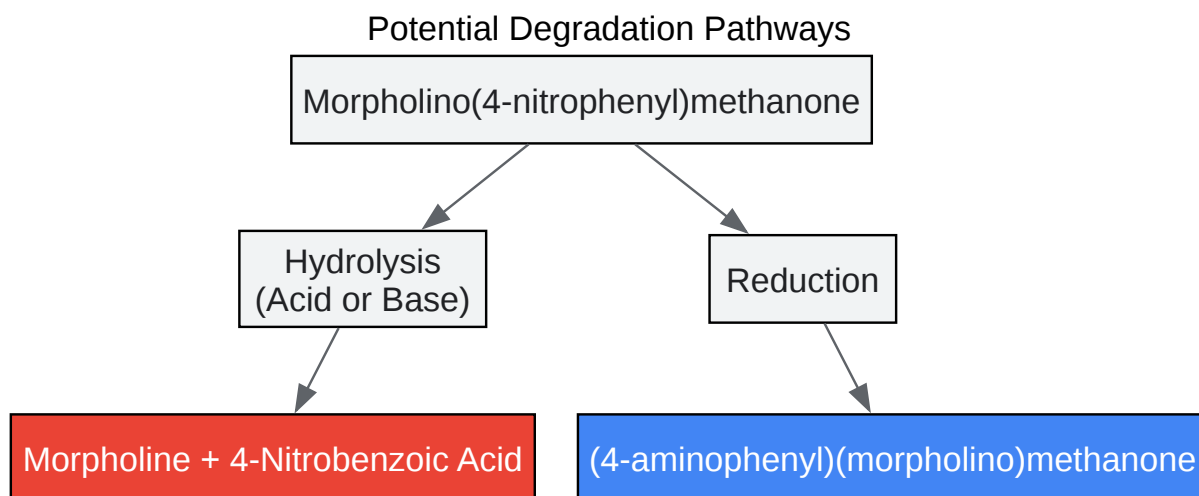 Potential Degradation Pathways
Morpholino(4-nitrophenyl)methanone
Hydrolysis
(Acid or Base)
Reduction
Morpholine + 4-Nitrobenzoic Acid
(4-aminophenyl)(morpholino)methanone